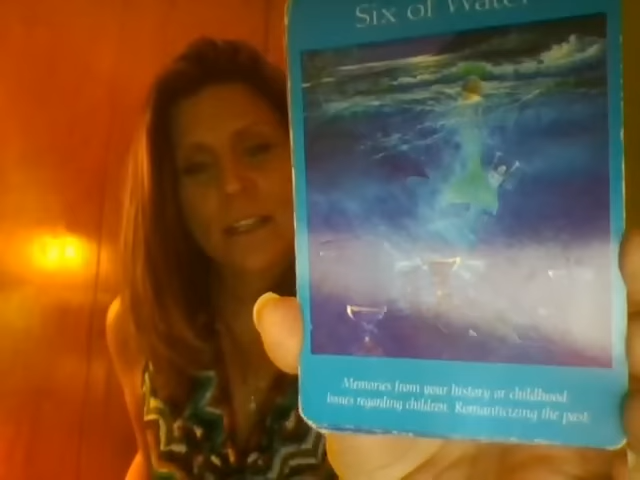 Six of Water
Memories from your history or childhood
Issues regarding children. Romanticizing the past.